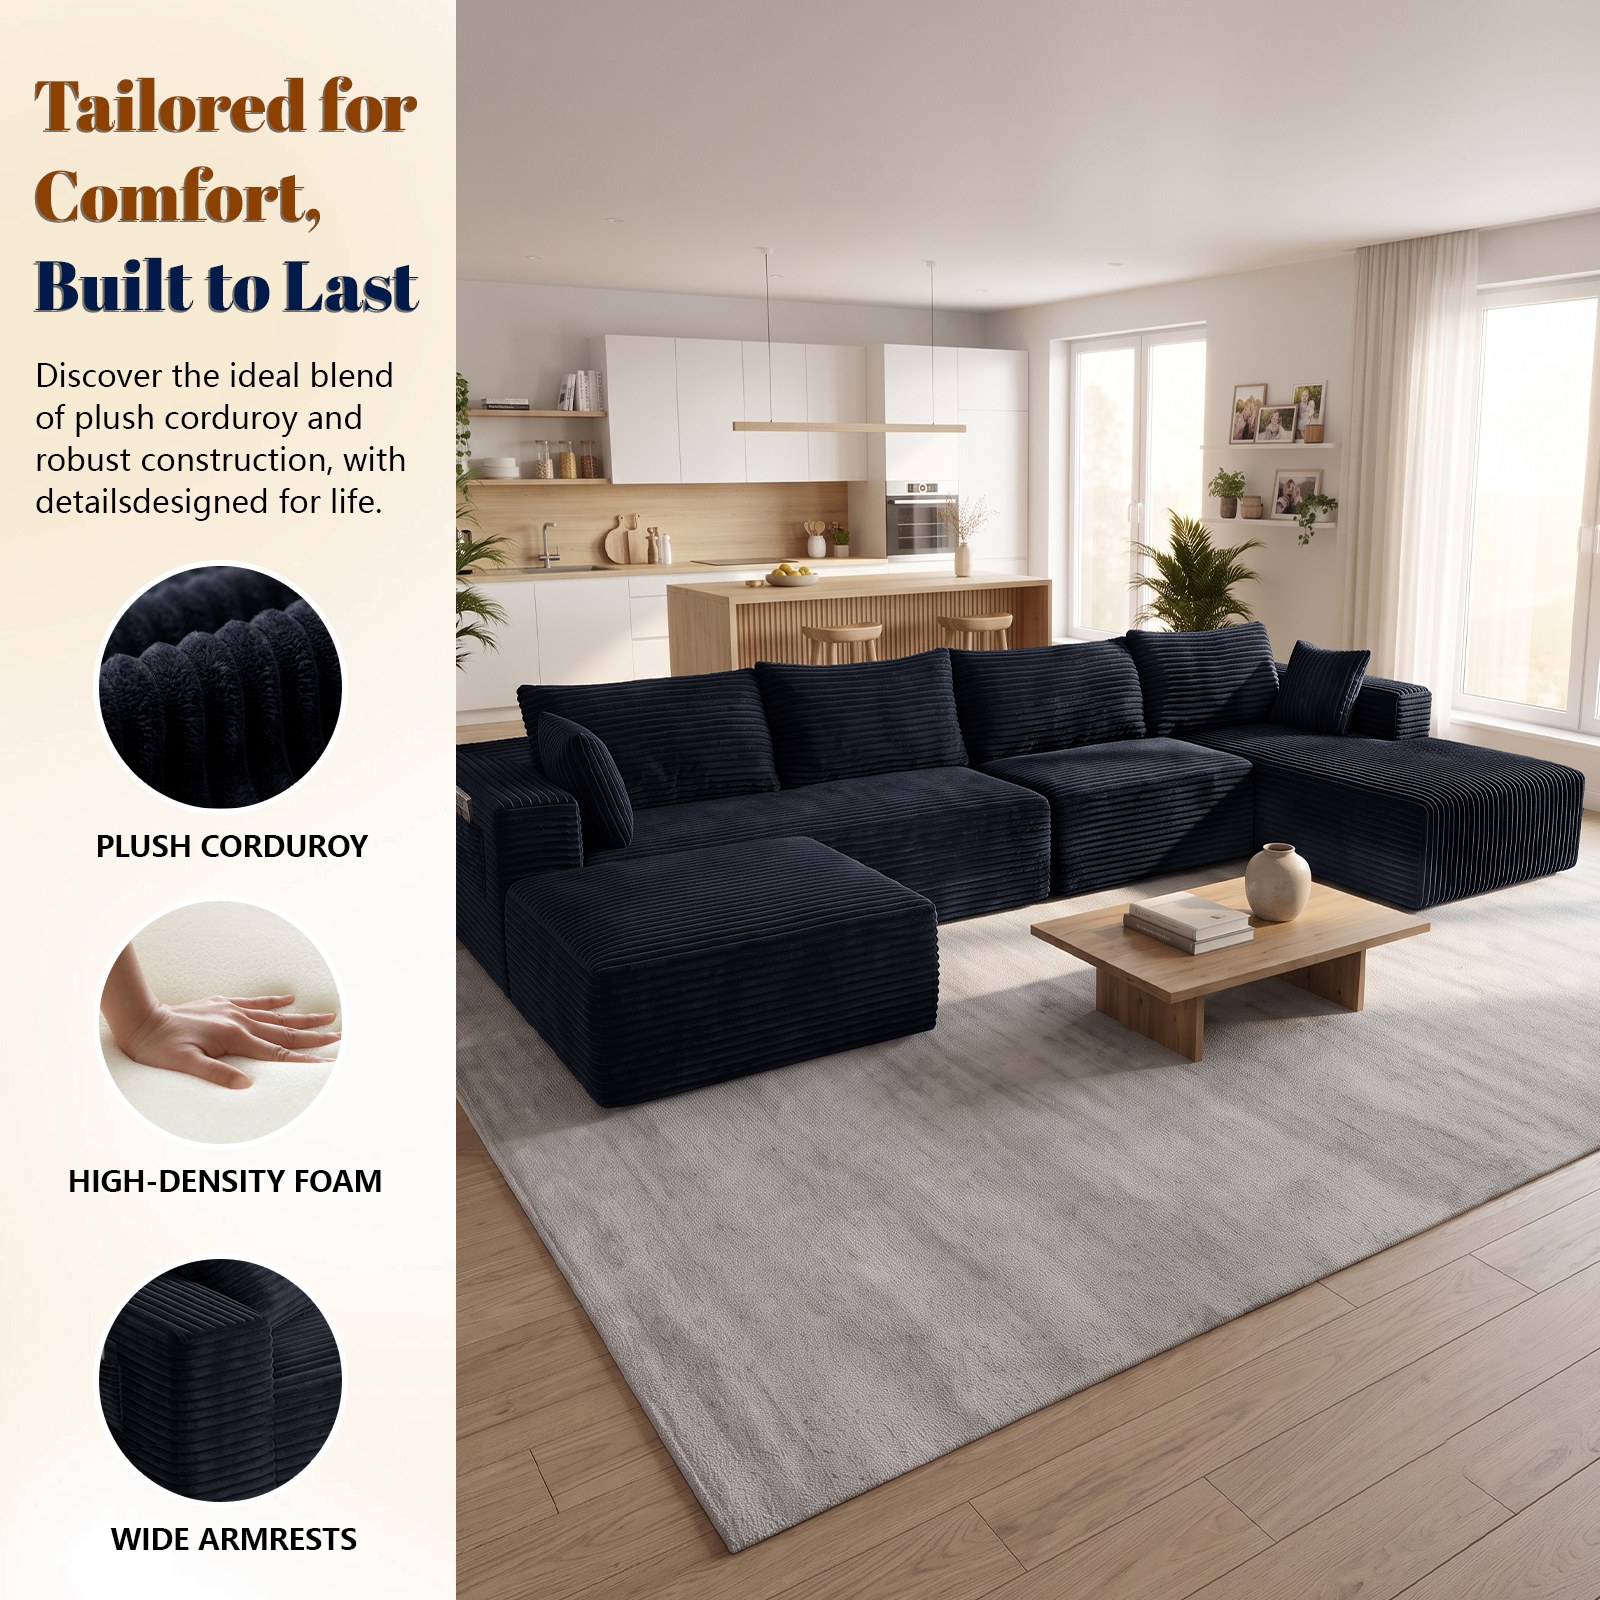 Tailored for
Comfort,
Built to Last
Discover the ideal blend
of plush corduroy and
robust construction, with
detailsdesigned for life.
PLUSH CORDUROY
HIGH-DENSITY FOAM
WIDE ARMRESTS